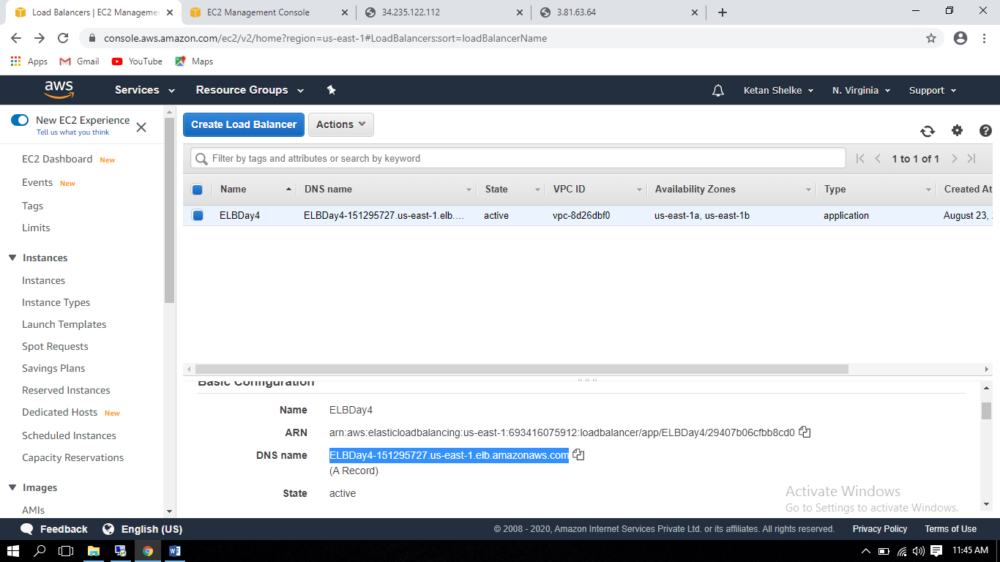 Load Balancers | EC2 Manageme
EC2 Management Console
34.235.122.112
3.81.63.64
console.aws.amazon.com/ec2/v2/home?region=us-east-1#LoadBalancers:sort=loadBalancerName
Apps Gmail YouTube Maps
aws Services Resource Groups Ketan Shelke N. Virginia Support
New EC2 Experience
Tell us what you think
EC2 Dashboard New
Events New
Tags
Limits
Instances
Instances
Instance Types
Launch Templates
Spot Requests
Savings Plans
Reserved Instances
Dedicated Hosts New
Scheduled Instances
Capacity Reservations
Images
AMIs
Create Load Balancer Actions
Filter by tags and attributes or search by keyword 1 to 1 of 1
Name DNS name State VPC ID Availability Zones Type Created At
ELBDay4 ELBDay4-151295727.us-east-1.elb.... active vpc-8d26dbf0 us-east-1a, us-east-1b application August 23,
Basic Configuration
Name ELBDay4
ARN arn:aws:elasticloadbalancing:us-east-1:693416075912:loadbalancer/app/ELBDay4/29407b06cfbb8cd0
DNS name ELBDay4-151295727.us-east-1.elb.amazonaws.com
(A Record)
State active
Activate Windows
Go to Settings to activate Windows.
Feedback English (US) © 2008 - 2020, Amazon Internet Services Private Ltd. or its affiliates. All rights reserved. Privacy Policy Terms of Use
11:45 AM